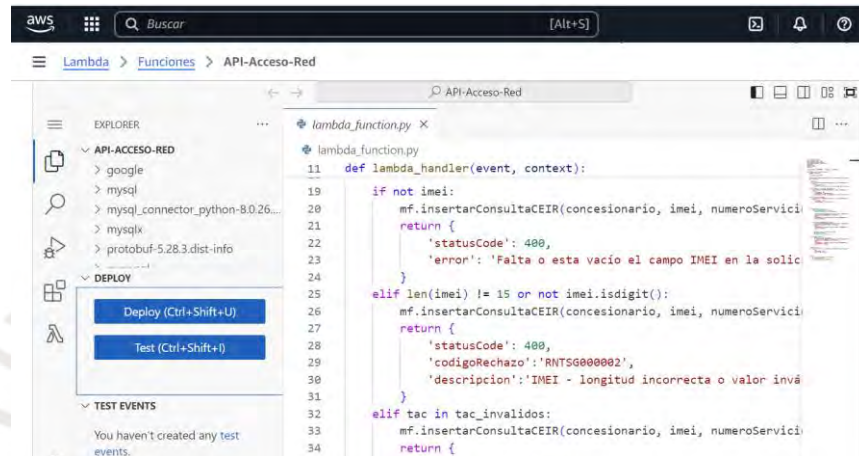 aws
Buscar
[Alt+S]
Lambda > Funciones > API-Acceso-Red
API-Acceso-Red
EXPLORER ...
API-ACCESO-RED
> google
> mysql
> mysql_connector_python-8.0.26....
> mysqlx
> protobuf-5.28.3.dist-info
DEPLOY
Deploy (Ctrl+Shift+U)
Test (Ctrl+Shift+I)
TEST EVENTS
You haven't created any test
events.
lambda_function.py ×
lambda_function.py
11 def lambda_handler(event, context):
19 if not imei:
20 mf.insertarConsultaCEIR(concesionario, imei, numeroServici
21 return {
22 'statusCode': 400,
23 'error': 'Falta o esta vacío el campo IMEI en la solic
24 }
25 elif len(imei) != 15 or not imei.isdigit():
26 mf.insertarConsultaCEIR(concesionario, imei, numeroServici
27 return {
28 'statusCode': 400,
29 'codigoRechazo':'RNTSG000002',
30 'descripcion':'IMEI - longitud incorrecta o valor invá
31 }
32 elif tac in tac_invalidos:
33 mf.insertarConsultaCEIR(concesionario, imei, numeroServici
34 return {